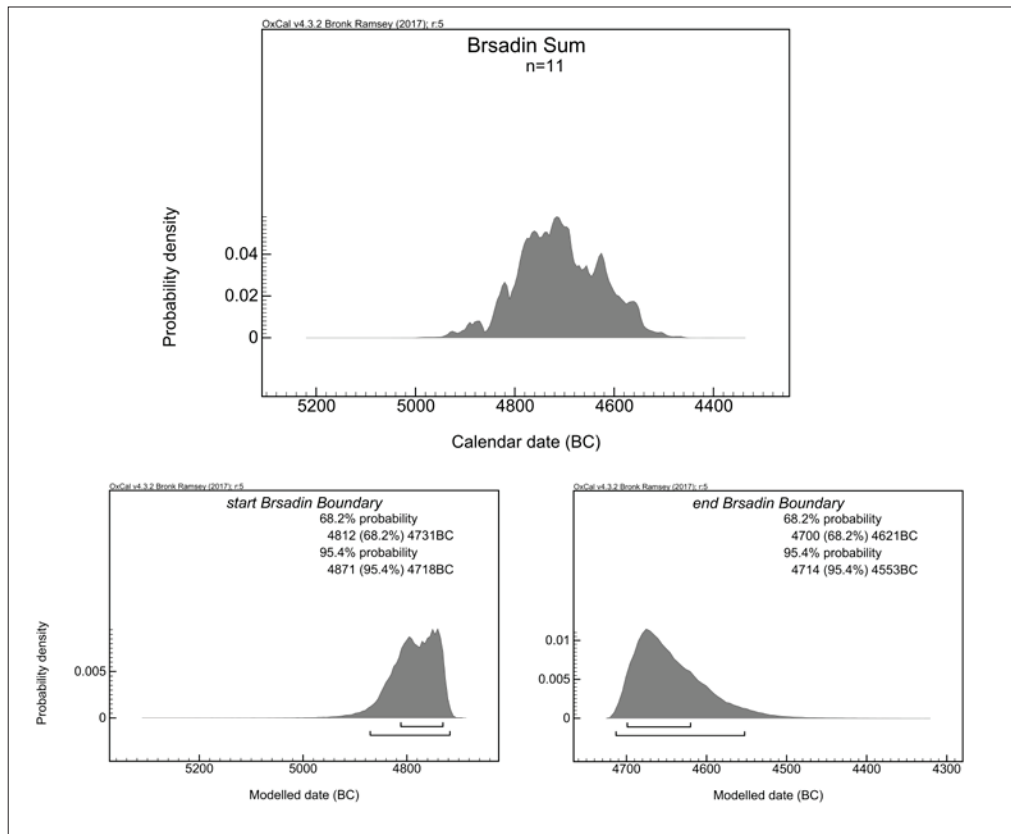 OxCal v4.3.2 Bronk Ramsey (2017); r:5
Brsadin Sum
n=11
Probability density
0.04
0.02
0
5200 5000 4800 4600 4400
Calendar date (BC)
OxCal v4.3.2 Bronk Ramsey (2017); r:5
start Brsadin Boundary
68.2% probability
4812 (68.2%) 4731BC
95.4% probability
4871 (95.4%) 4718BC
Probability density
0.005
0
5200 5000 4800
Modelled date (BC)
OxCal v4.3.2 Bronk Ramsey (2017); r:5
end Brsadin Boundary
68.2% probability
4700 (68.2%) 4621BC
95.4% probability
4714 (95.4%) 4553BC
0.01
0.005
0
4700 4600 4500 4400 4300
Modelled date (BC)